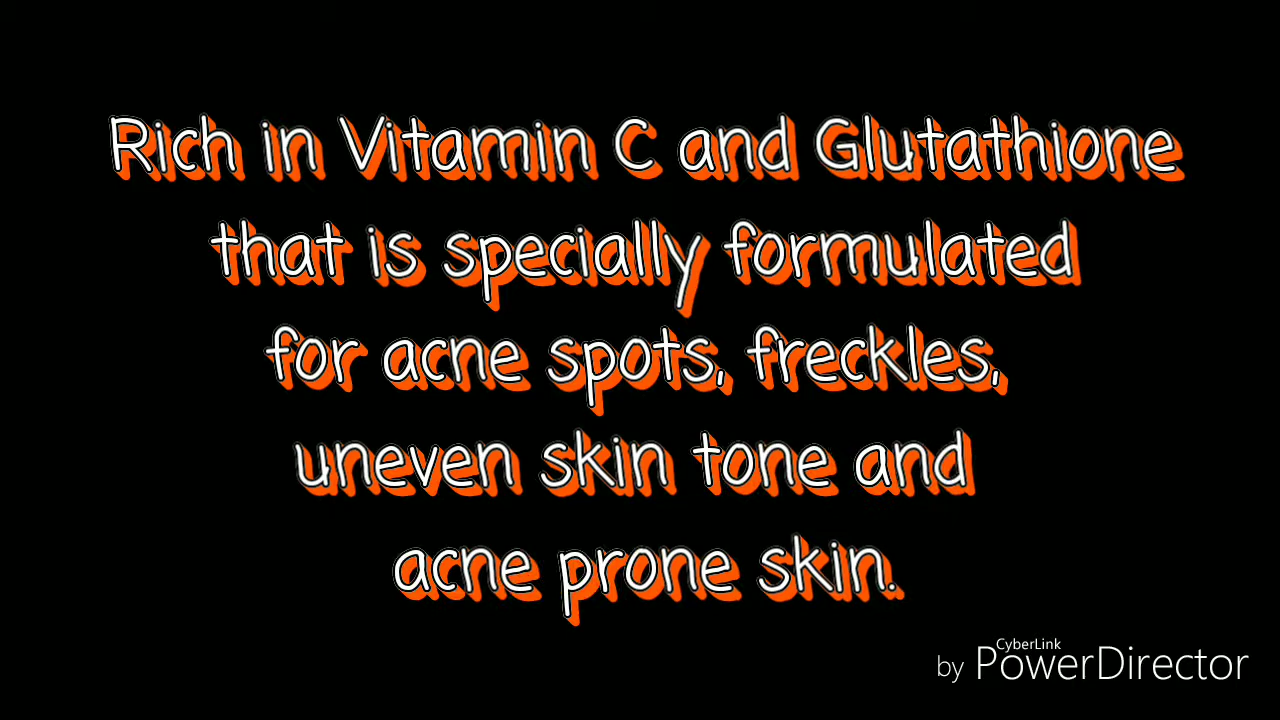 Rich in Vitamin C and Glutathione
that is specially formulated
for acne spots, freckles,
uneven skin tone and
acne prone skin.
CyberLink
by PowerDirector